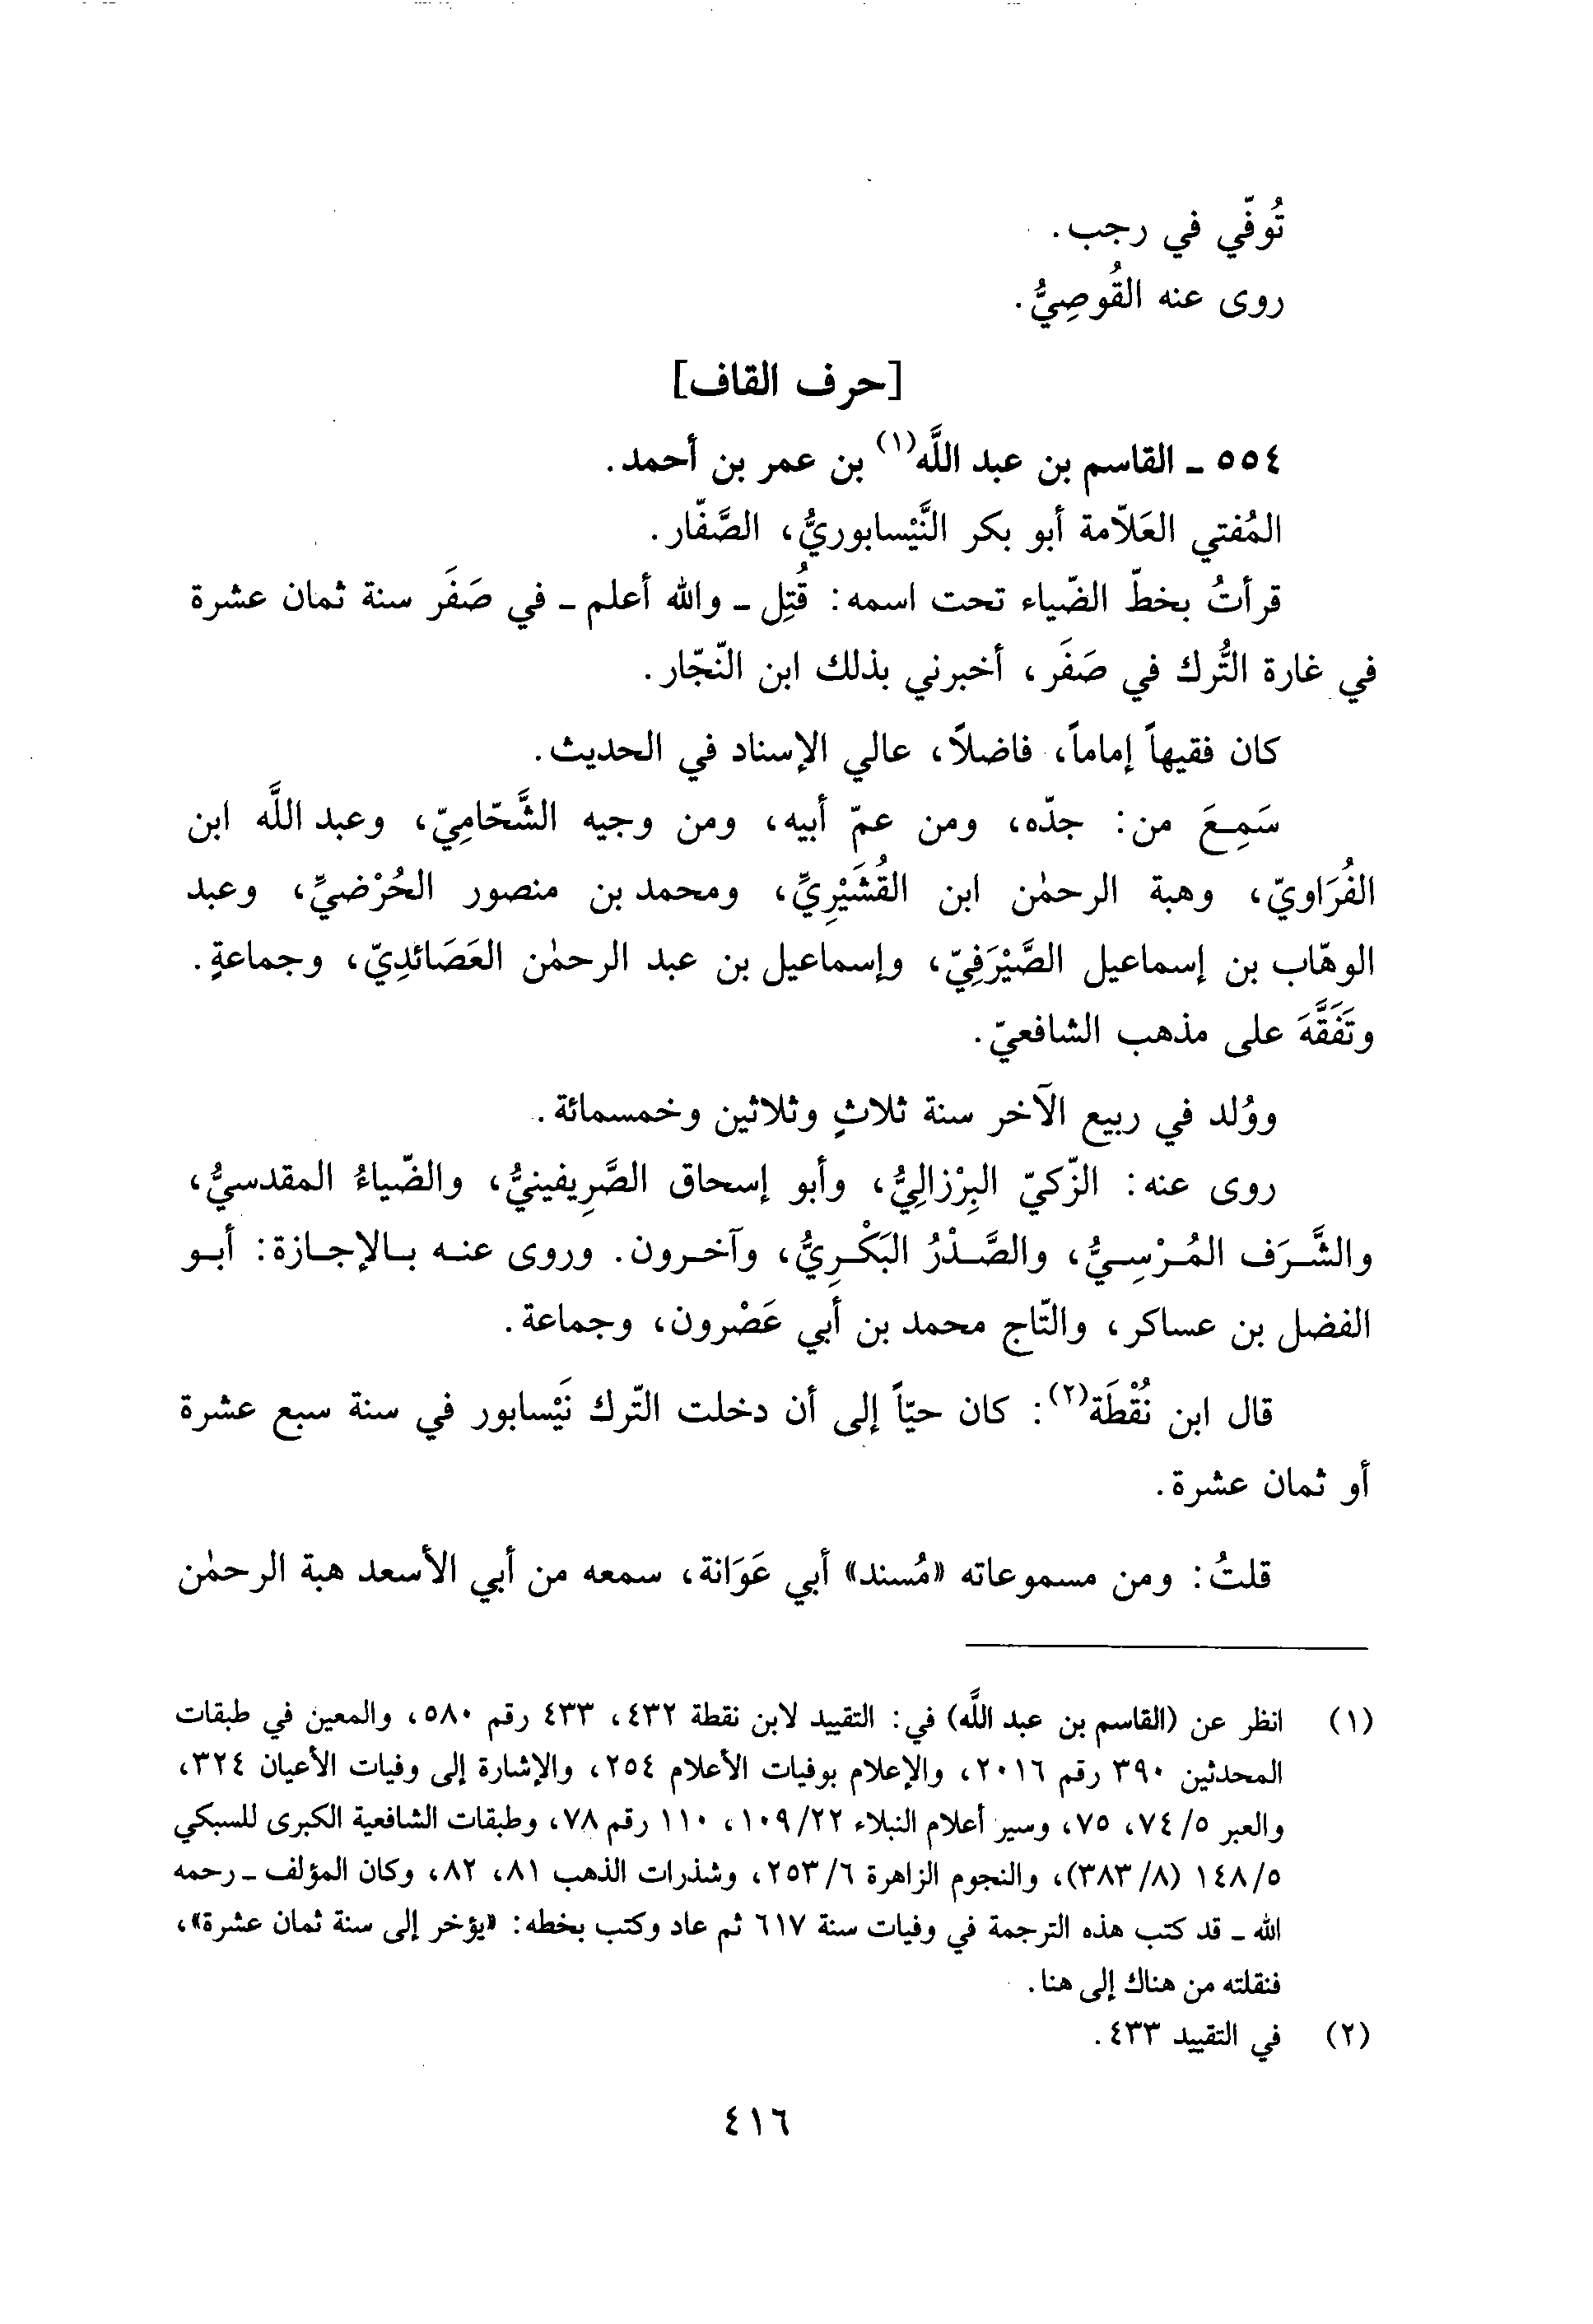 تُوفّي في رجب.
روى عنه القُوصِيُّ.
[حرف القاف]
٥٥٤ ـ القاسم بن عبد اللَّه(١) بن عمر بن أحمد.
المُفتي العَلاّمة أبو بكر النَّيْسابوريُّ، الصَّفّار.
قرأتُ بخطّ الضّياء تحت اسمه: قُتِل ـ والله أعلم ـ في صَفَر سنة ثمان عشرة
في غارة التُّرك في صَفَر، أخبرني بذلك ابن النّجّار.
كان فقيهاً إماماً، فاضلاً، عالي الإسناد في الحديث.
سَمِعَ من: جدّه، ومن عمّ أبيه، ومن وجيه الشَّحّامِيّ، وعبد اللَّه ابن
الفُرَاويّ، وهبة الرحمٰن ابن القُشَيْرِيِّ، ومحمد بن منصور الحُرْضيِّ، وعبد
الوهّاب بن إسماعيل الصَّيْرَفِيّ، وإسماعيل بن عبد الرحمٰن العَصَائدِيّ، وجماعةٍ.
وتَفَقَّهَ على مذهب الشافعيّ.
ووُلد في ربيع الآخر سنة ثلاثٍ وثلاثين وخمسمائة.
روى عنه: الزّكيّ البِرْزالِيُّ، وأبو إسحاق الصَّرِيفينيُّ، والضّياءُ المقدسيُّ،
والشَّرَف المُرْسِيُّ، والصَّدْرُ البَكْرِيُّ، وآخرون. وروى عنه بالإجازة: أبو
الفضل بن عساكر، والتّاج محمد بن أبي عَصْرون، وجماعة.
قال ابن نُقْطَة(٢): كان حيّاً إلى أن دخلت التّرك نَيْسابور في سنة سبع عشرة
أو ثمان عشرة.
قلتُ: ومن مسموعاته «مُسند» أبي عَوَانة، سمعه من أبي الأسعد هبة الرحمٰن
(١) انظر عن (القاسم بن عبد اللَّه) في: التقييد لابن نقطة ٤٣٢، ٤٣٣ رقم ٥٨٠، والمعين في طبقات
المحدثين ٣٩٠ رقم ٢٠١٦، والإعلام بوفيات الأعلام ٢٥٤، والإشارة إلى وفيات الأعيان ٣٢٤،
والعبر ٥/ ٧٤، ٧٥، وسير أعلام النبلاء ٢٢/ ١٠٩، ١١٠ رقم ٧٨، وطبقات الشافعية الكبرى للسبكي
٥/ ١٤٨ (٨/ ٣٨٣)، والنجوم الزاهرة ٦/ ٢٥٣، وشذرات الذهب ٨١، ٨٢، وكان المؤلف ـ رحمه
الله ـ قد كتب هذه الترجمة في وفيات سنة ٦١٧ ثم عاد وكتب بخطه: «يؤخر إلى سنة ثمان عشرة»،
فنقلته من هناك إلى هنا.
(٢) في التقييد ٤٣٣.
٤١٦